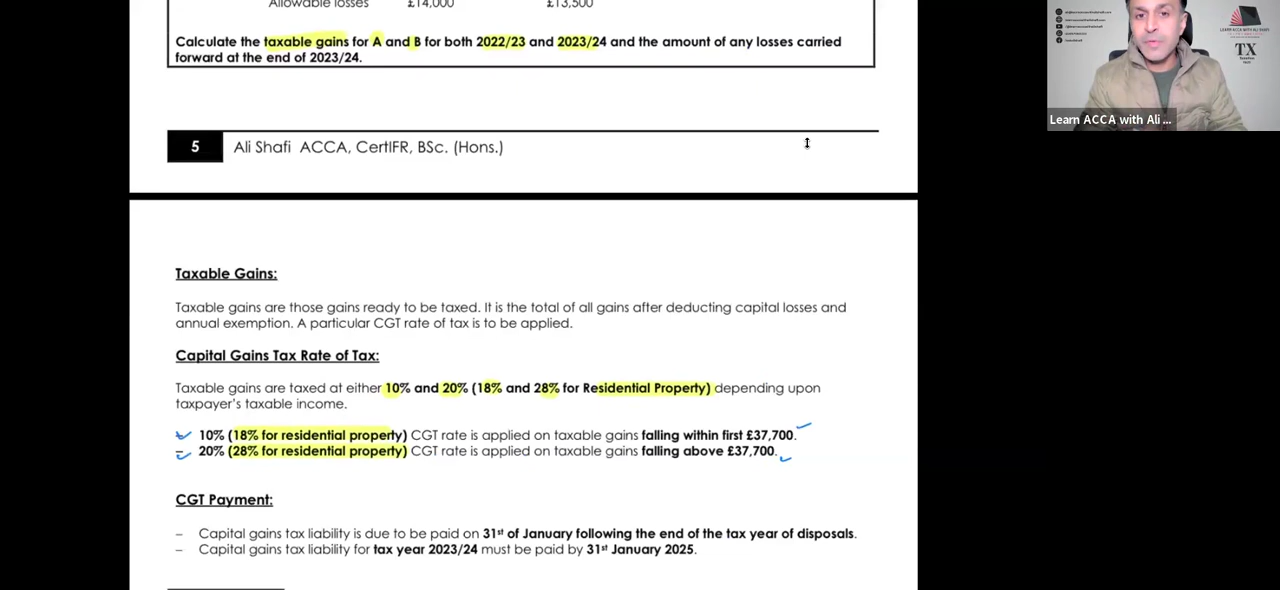 Allowable losses £14,000 £13,500
Calculate the taxable gains for A and B for both 2022/23 and 2023/24 and the amount of any losses carried
forward at the end of 2023/24.
5 Ali Shafi ACCA, CertIFR, BSc. (Hons.)
Taxable Gains:
Taxable gains are those gains ready to be taxed. It is the total of all gains after deducting capital losses and
annual exemption. A particular CGT rate of tax is to be applied.
Capital Gains Tax Rate of Tax:
Taxable gains are taxed at either 10% and 20% (18% and 28% for Residential Property) depending upon
taxpayer's taxable income.
10% (18% for residential property) CGT rate is applied on taxable gains falling within first £37,700.
– 20% (28% for residential property) CGT rate is applied on taxable gains falling above £37,700.
CGT Payment:
– Capital gains tax liability is due to be paid on 31st of January following the end of the tax year of disposals.
– Capital gains tax liability for tax year 2023/24 must be paid by 31st January 2025.
LEARN ACCA WITH ALI SHAFI
TX
Learn ACCA with Ali ...